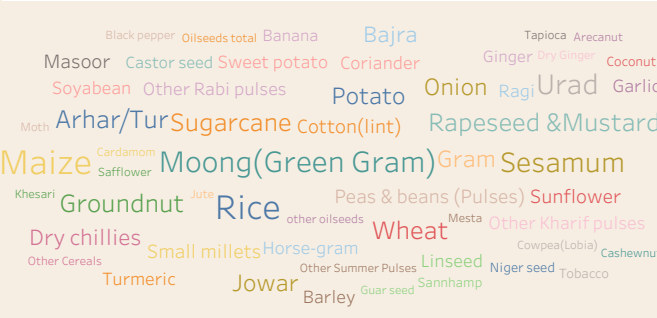 Black pepper Oilseeds total Banana Bajra Tapioca Arecanut
Masoor Castor seed Sweet potato Coriander Ginger Dry Ginger Coconut
Soyabean Other Rabi pulses Potato Onion Ragi Urad Garlic
Moth Arhar/Tur Sugarcane Cotton(lint) Rapeseed &Mustard
Maize Cardamom Safflower Moong(Green Gram) Gram Sesamum
Khesari Groundnut Jute Rice other oilseeds Peas & beans (Pulses) Sunflower
Dry chillies Wheat Mesta Other Kharif pulses
Other Cereals Small millets Horse-gram Linseed Cowpea(Lobia) Cashewnut
Turmeric Other Summer Pulses Niger seed Tobacco
Jowar Barley Guar seed Sannhamp